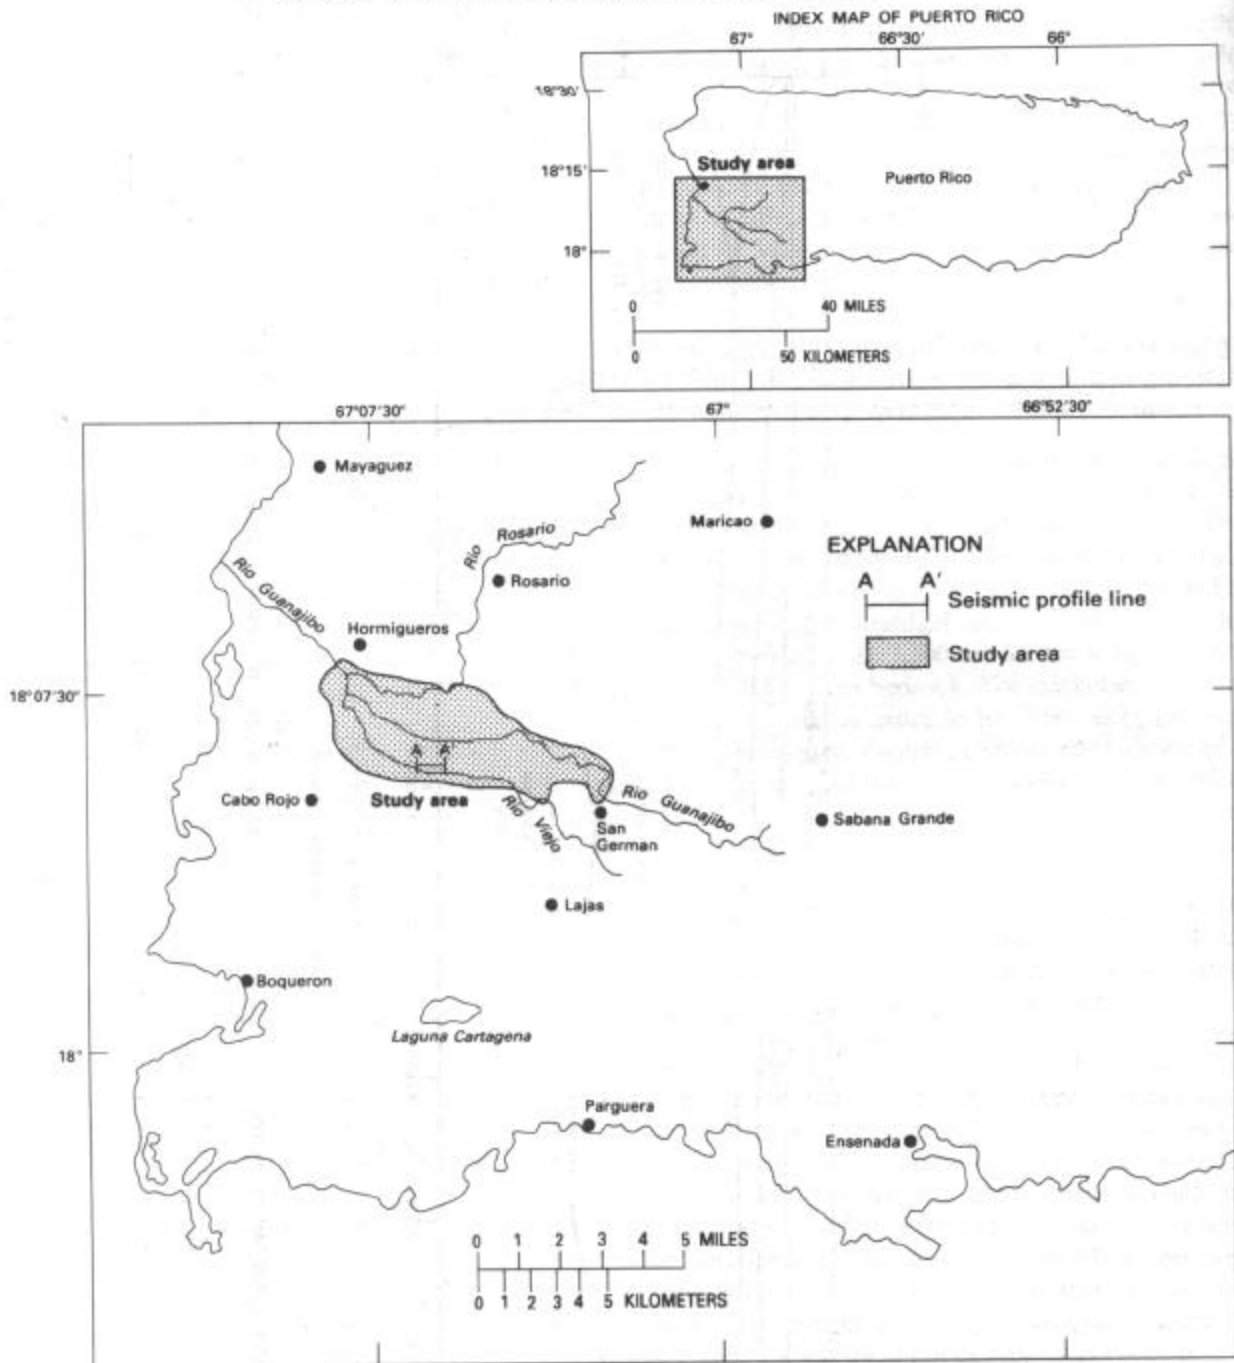 INDEX MAP OF PUERTO RICO
67° 66°30' 66°
18°30'
Study area
18°15'
Puerto Rico
18°
0 40 MILES
0 50 KILOMETERS
67°07'30" 67° 66°52'30"
Mayaguez
Maricao
Rio Rosario
EXPLANATION
A A'
Seismic profile line
Rosario
Rio Guanajibo
Hormigueros
Study area
18°07'30"
A A'
Cabo Rojo
Study area
Rio Viejo
Rio Guanajibo
San
German
Sabana Grande
Lajas
Boqueron
Laguna Cartagena
18°
Parguera
Ensenada
0 1 2 3 4 5 MILES
0 1 2 3 4 5 KILOMETERS